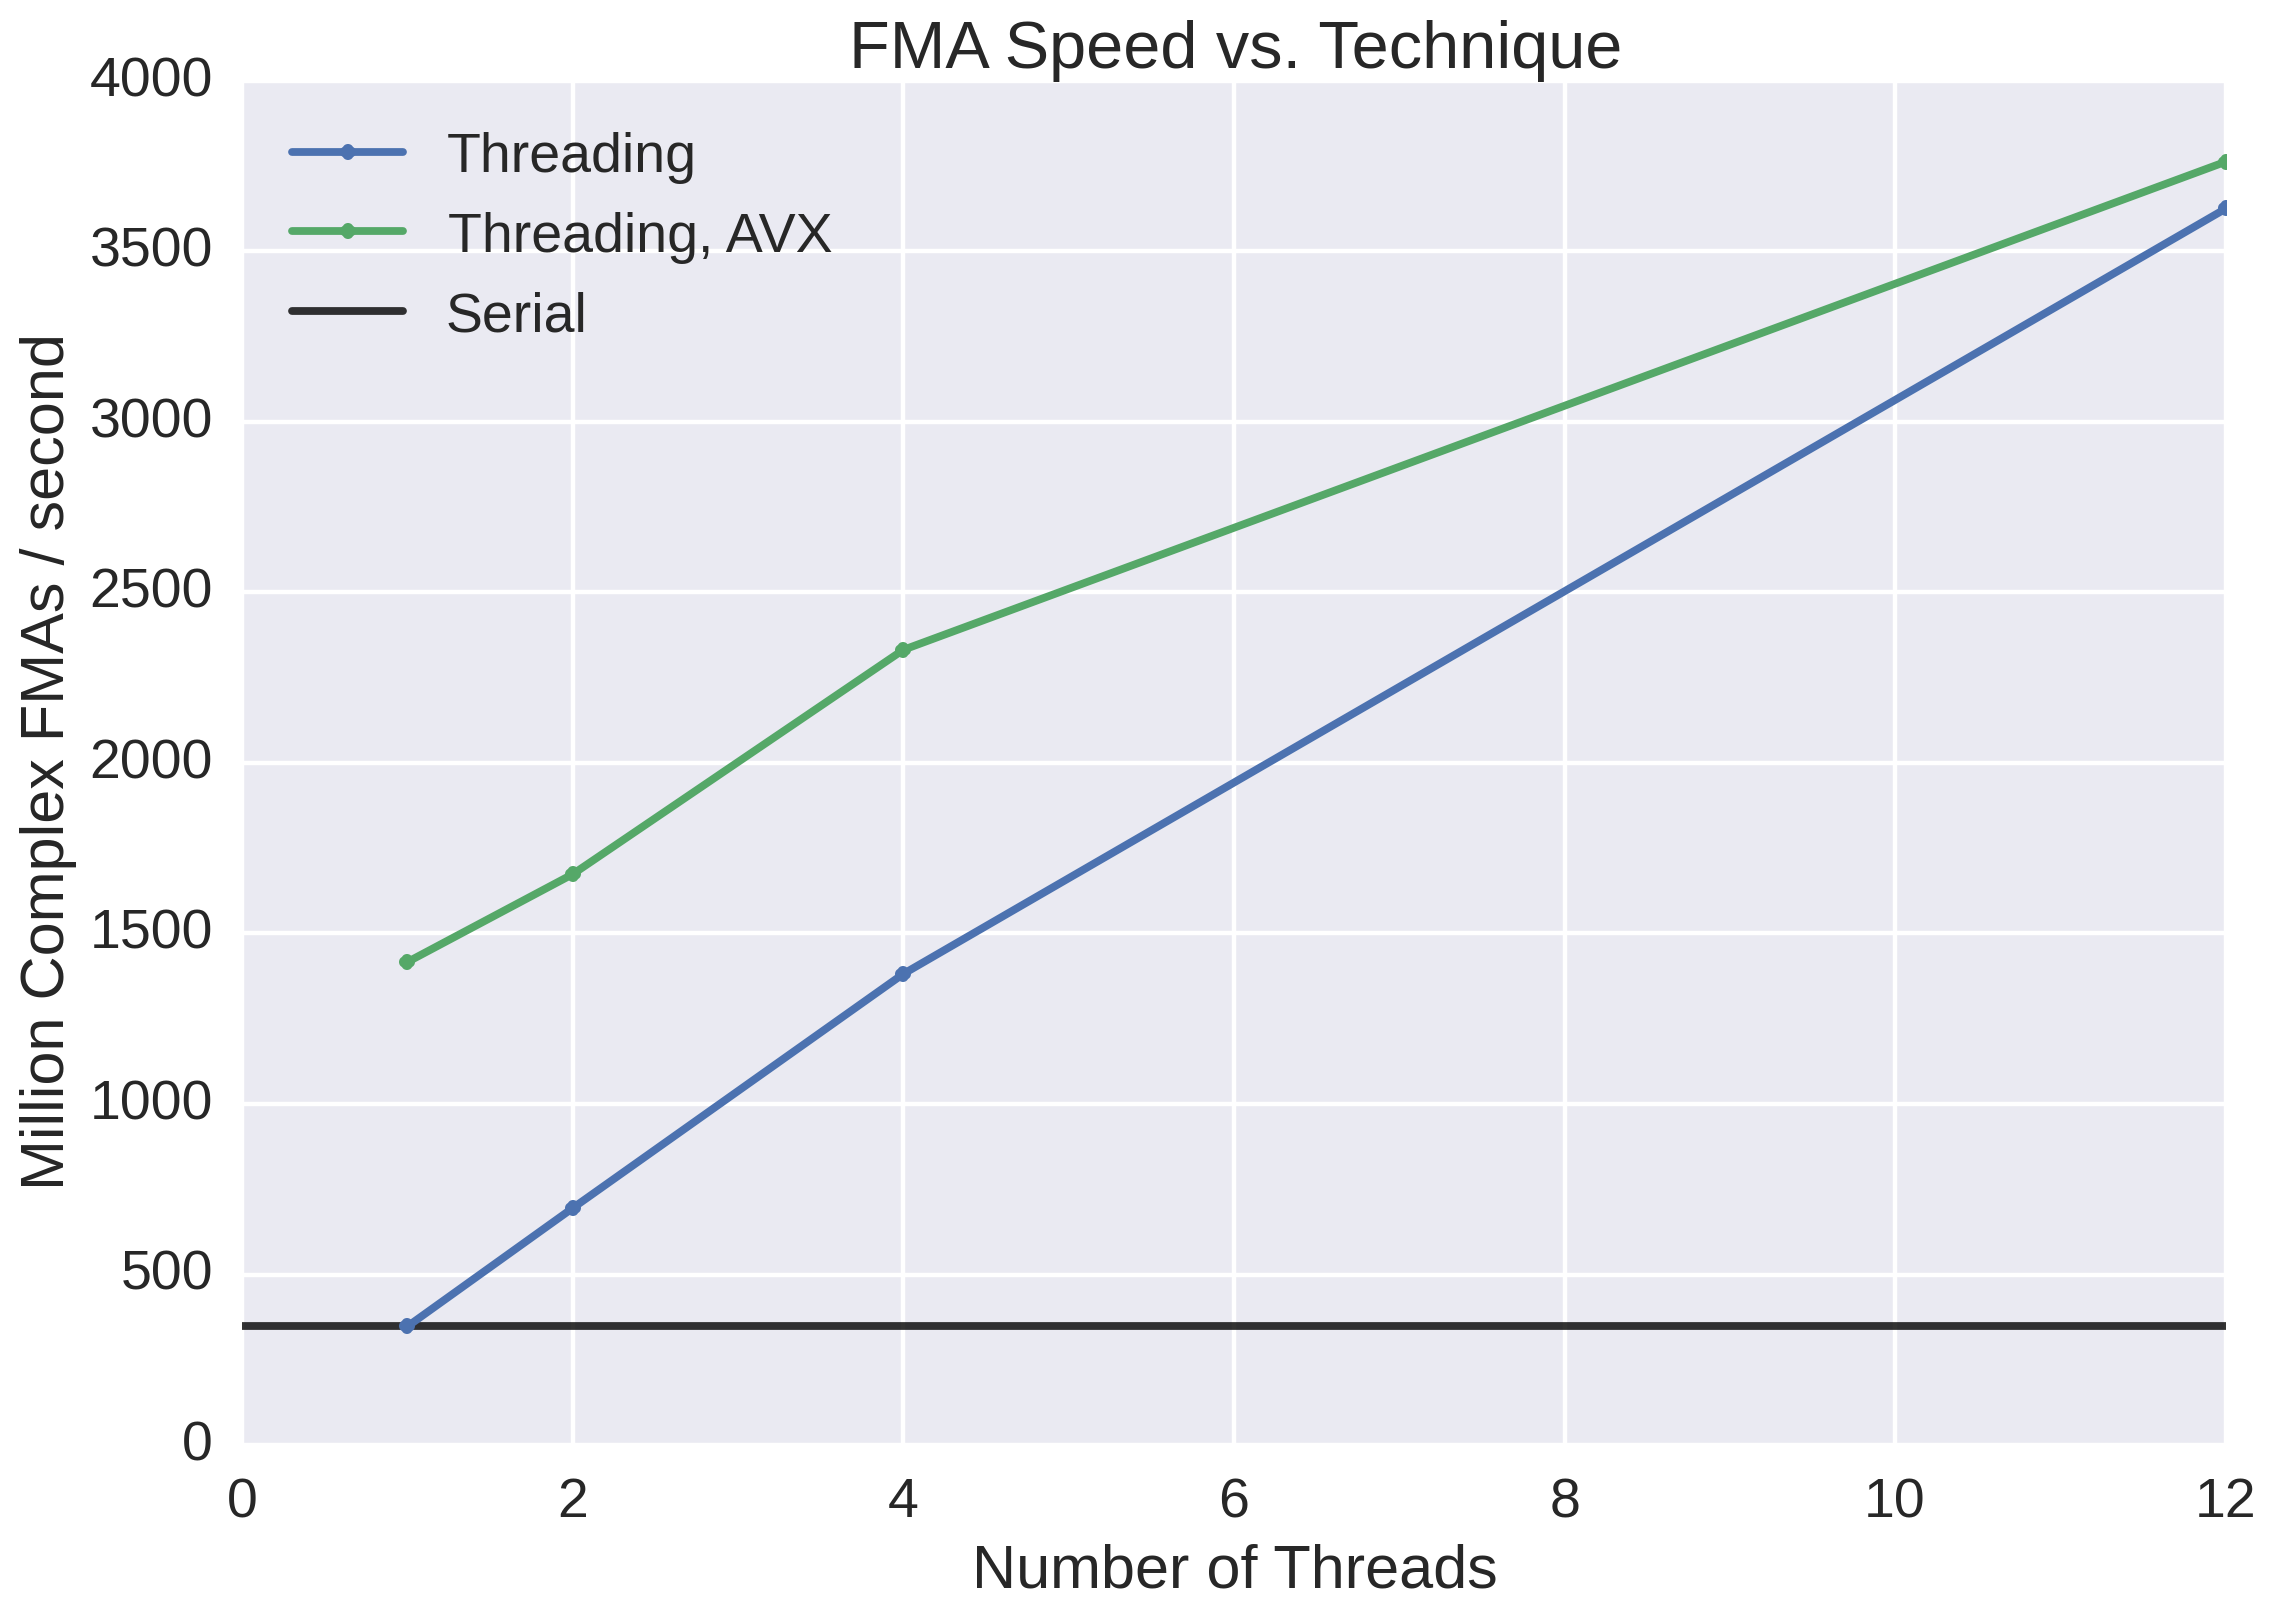 FMA Speed vs. Technique
4000
3500
3000
2500
2000
1500
1000
500
0
Threading
Threading, AVX
Serial
Million Complex FMAs / second
0 2 4 6 8 10 12
Number of Threads